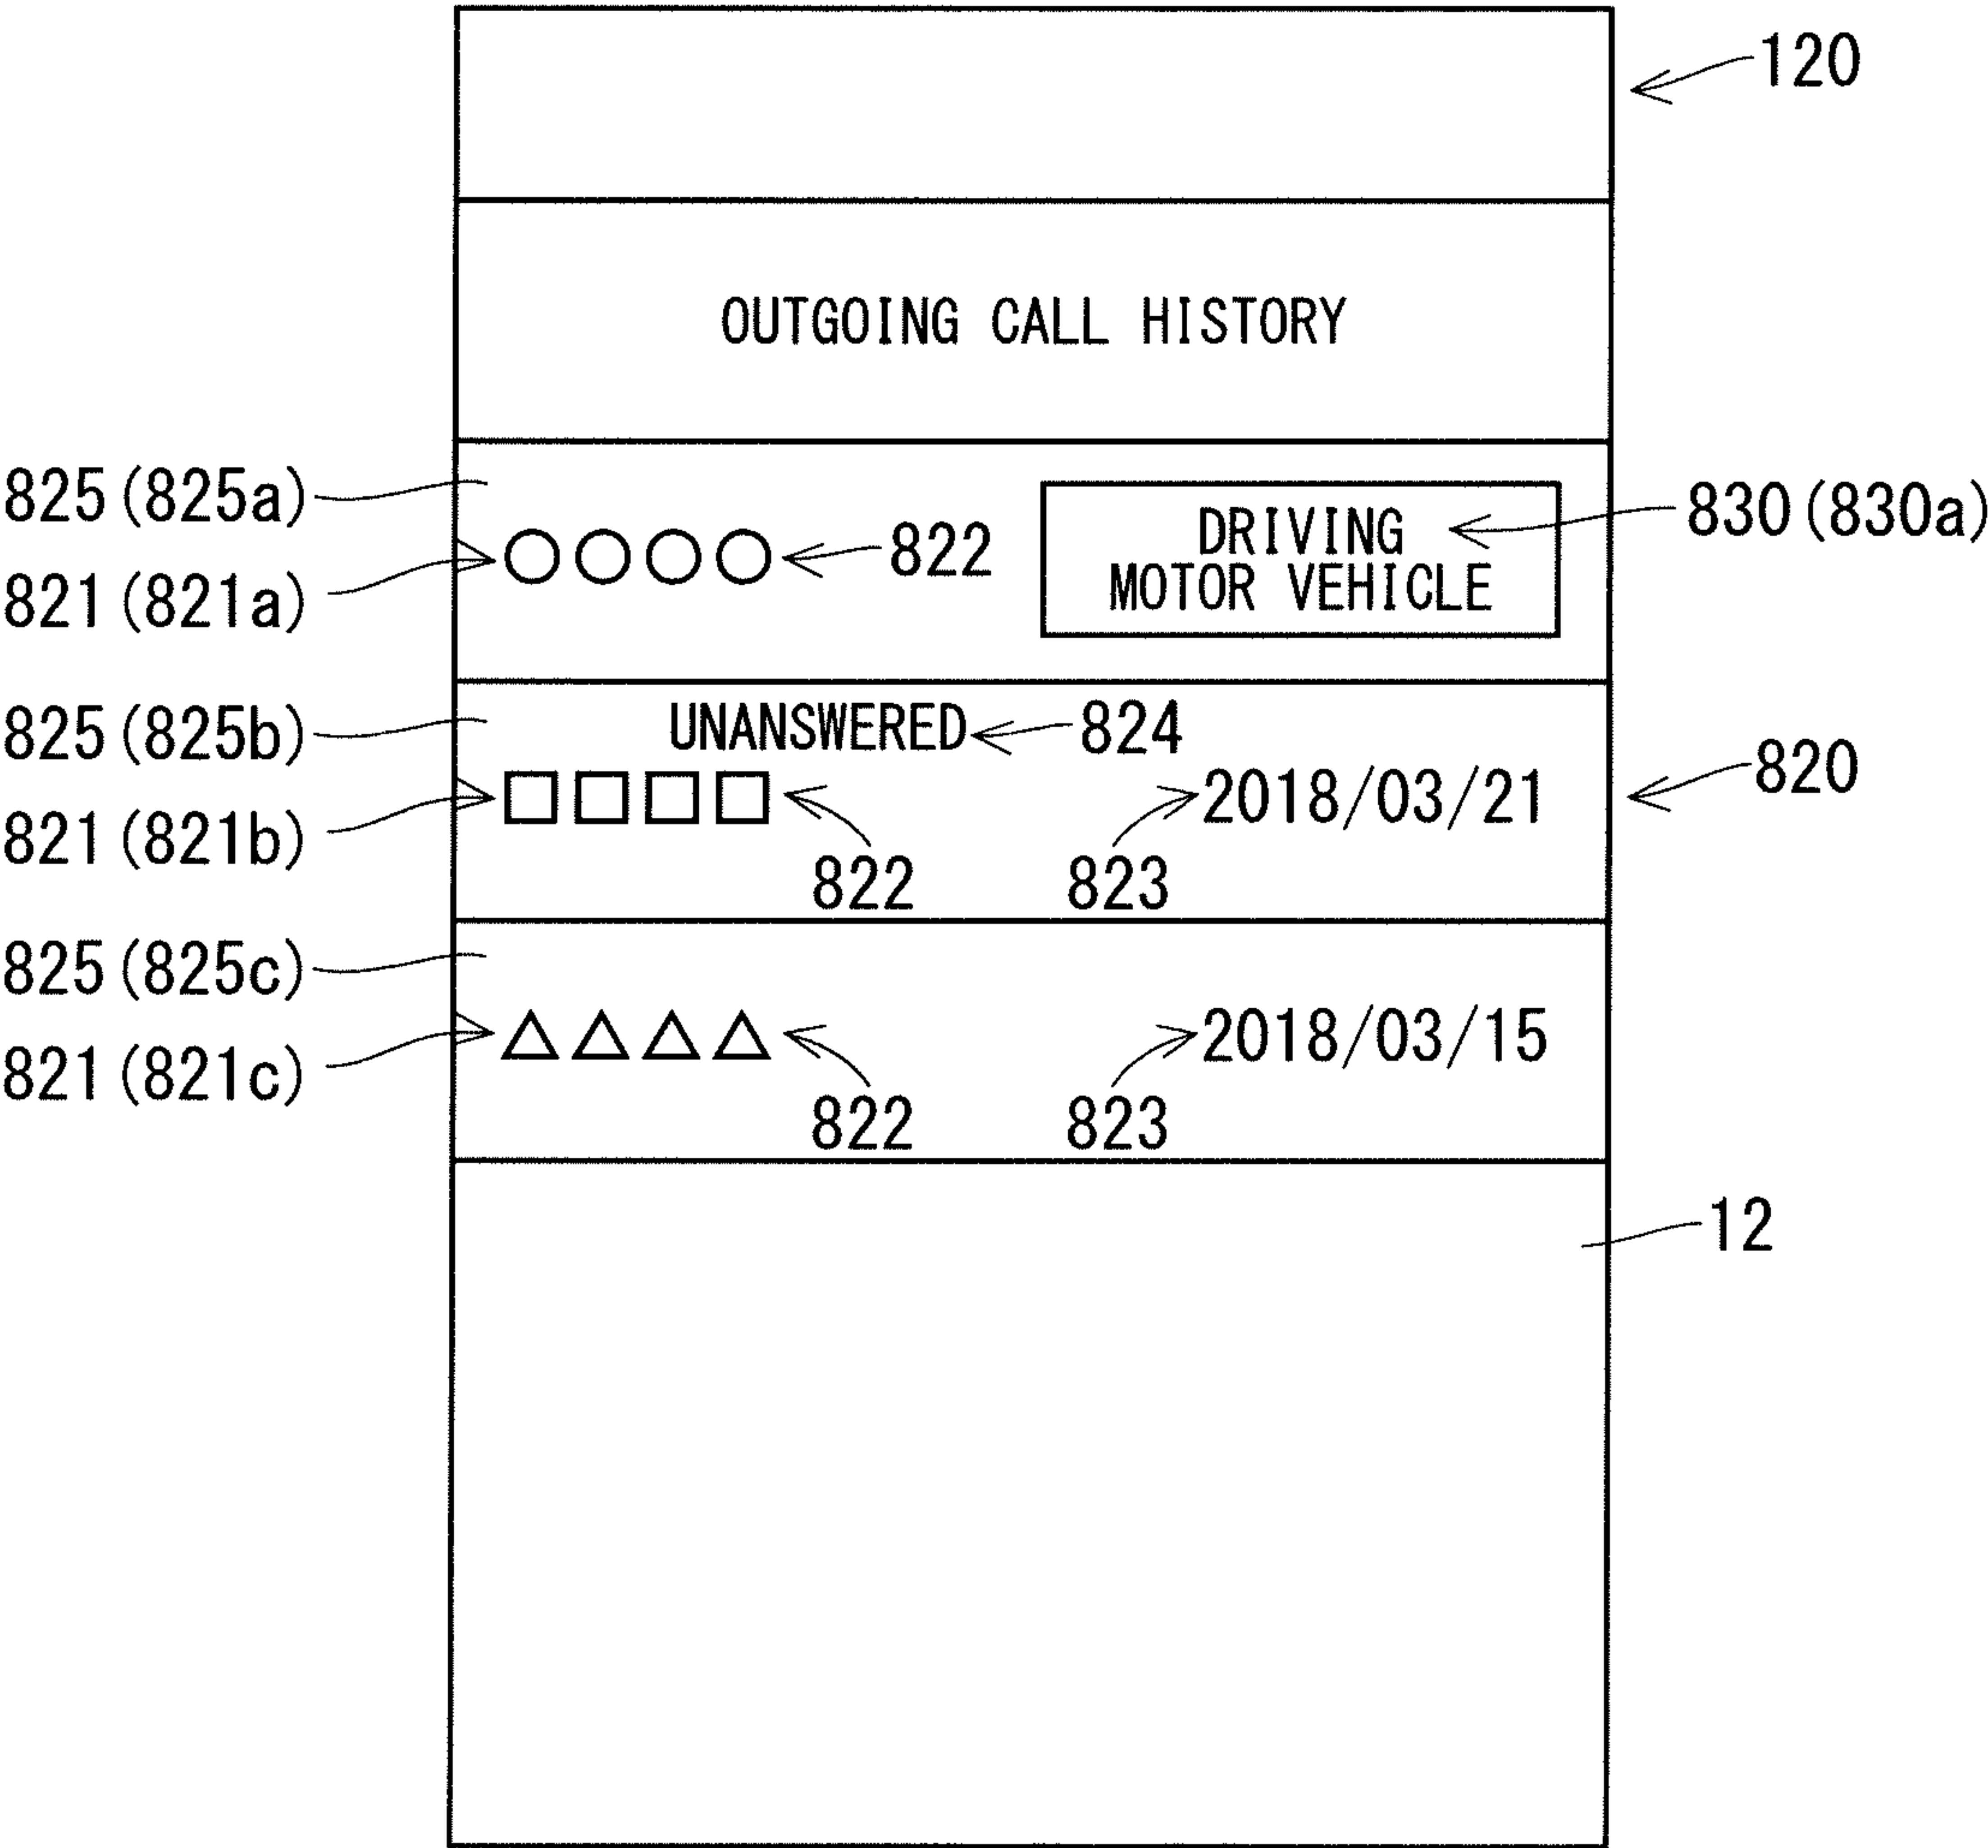 120
OUTGOING CALL HISTORY
825 (825a)
821 (821a)
○○○○
822
DRIVING
MOTOR VEHICLE
830 (830a)
825 (825b)
UNANSWERED
824
821 (821b)
□□□□
822
823
2018/03/21
820
825 (825c)
821 (821c)
△△△△
822
823
2018/03/15
12